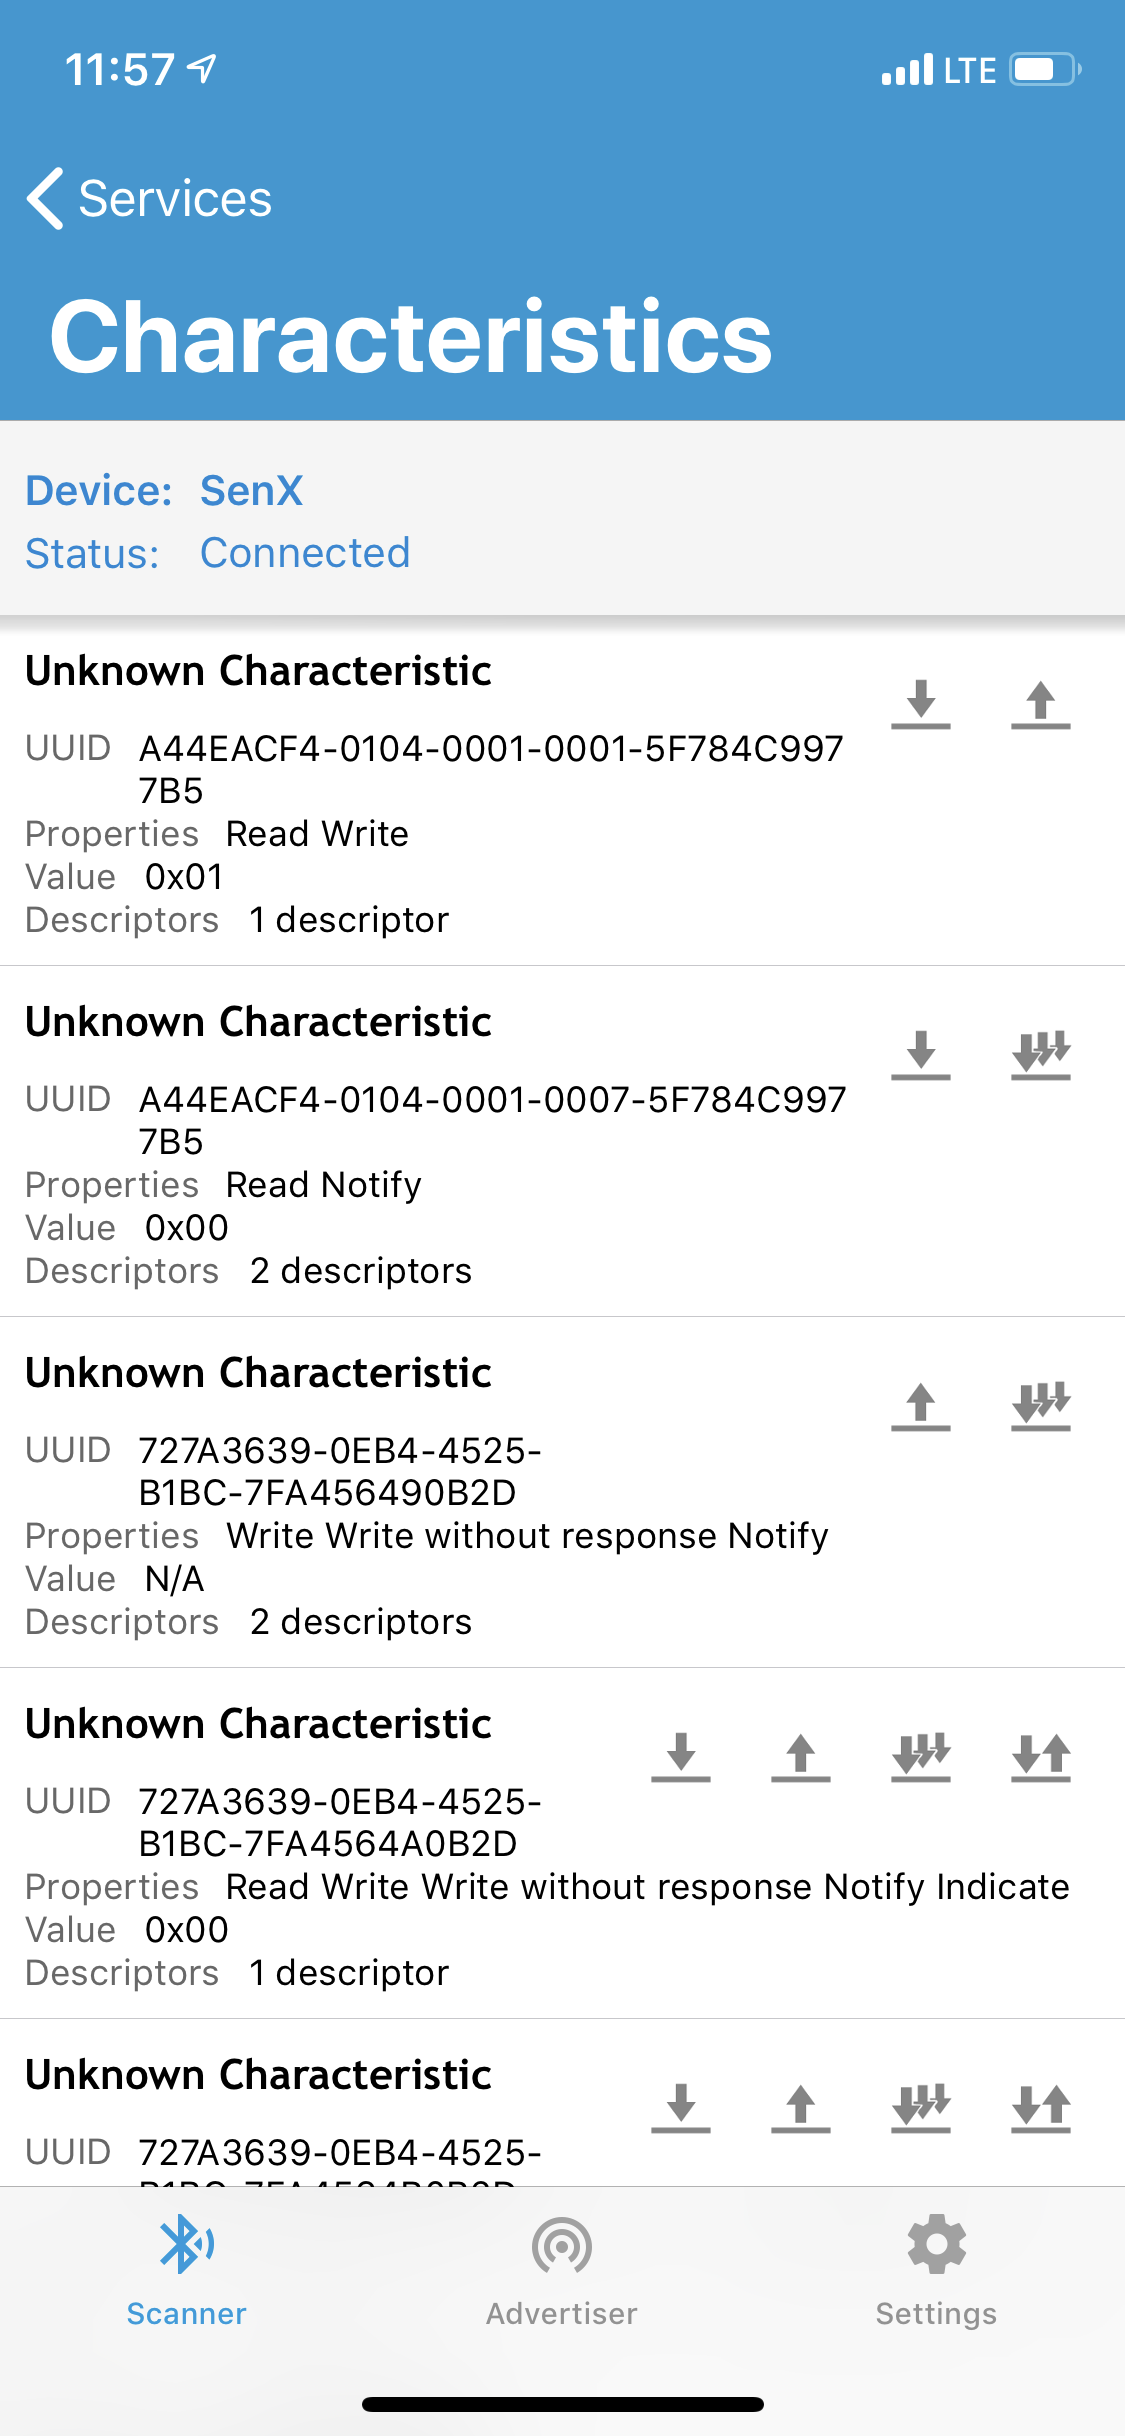 11:57
LTE
Services
Characteristics
Device: SenX
Status: Connected
Unknown Characteristic
UUID A44EACF4-0104-0001-0001-5F784C997
7B5
Properties Read Write
Value 0x01
Descriptors 1 descriptor
Unknown Characteristic
UUID A44EACF4-0104-0001-0007-5F784C997
7B5
Properties Read Notify
Value 0x00
Descriptors 2 descriptors
Unknown Characteristic
UUID 727A3639-0EB4-4525-
B1BC-7FA456490B2D
Properties Write Write without response Notify
Value N/A
Descriptors 2 descriptors
Unknown Characteristic
UUID 727A3639-0EB4-4525-
B1BC-7FA4564A0B2D
Properties Read Write Write without response Notify Indicate
Value 0x00
Descriptors 1 descriptor
Unknown Characteristic
UUID 727A3639-0EB4-4525-
Scanner
Advertiser
Settings